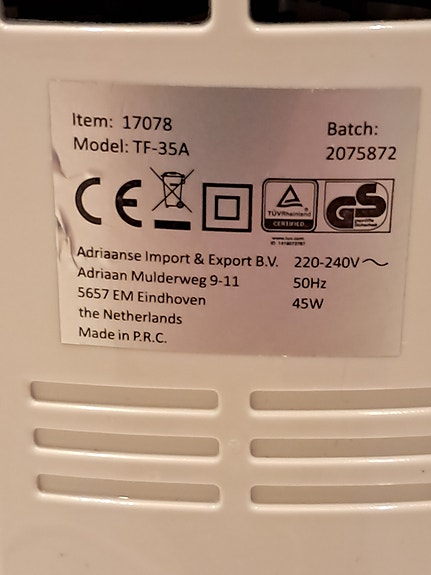 Item: 17078
Model: TF-35A
Batch:
2075872
CE
TÜVRheinland
CERTIFIED
GS
Adriaanse Import & Export B.V.
Adriaan Mulderweg 9-11
5657 EM Eindhoven
the Netherlands
Made in P.R.C.
220-240V～
50Hz
45W